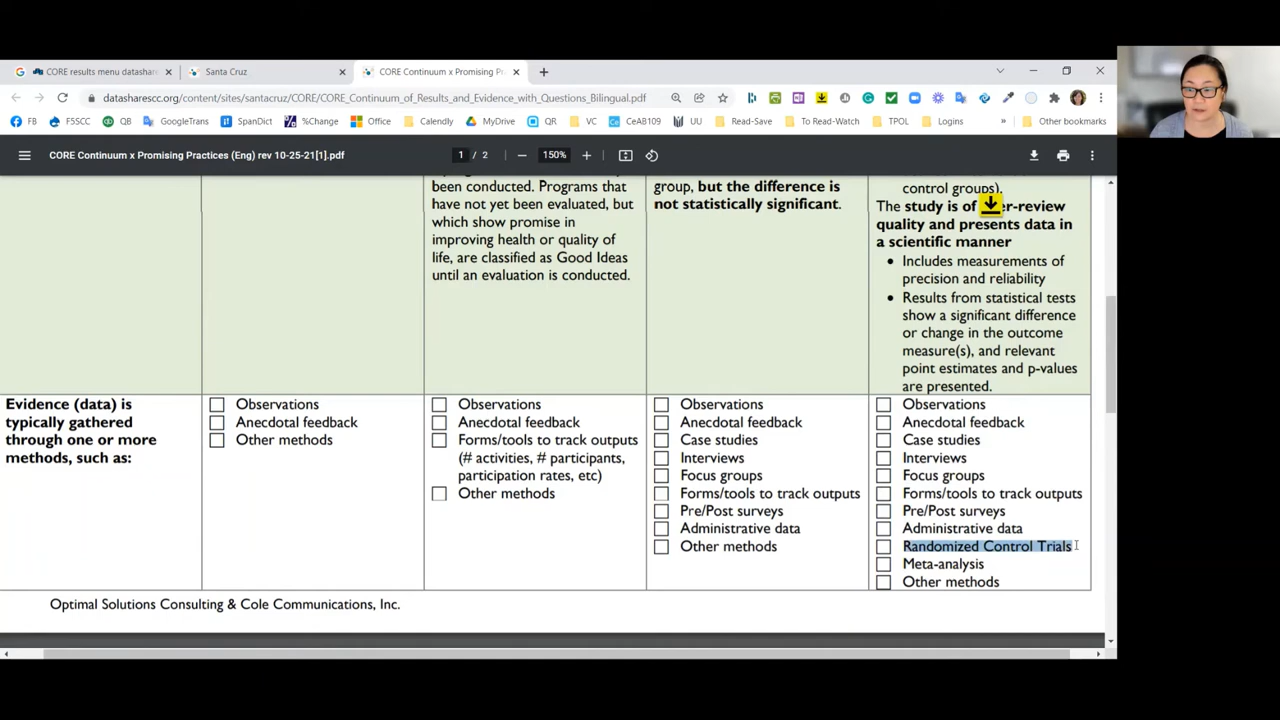 CORE results menu datashar
Santa Cruz
CORE Continuum x Promising Pr
datasharescc.org/content/sites/santacruz/CORE/CORE_Continuum_of_Results_and_Evidence_with_Questions_Bilingual.pdf
FB
F5SCC
GoogleTrans
SpanDict
%Change
Office
Calendly
MyDrive
QR
VC
CeAB109
UU
Read-Save
To Read-Watch
TPOL
Logins
Other bookmarks
CORE Continuum x Promising Practices (Eng) rev 10-25-21[1].pdf
1 / 2
150%
been conducted. Programs that
have not yet been evaluated, but
which show promise in
improving health or quality of
life, are classified as Good Ideas
until an evaluation is conducted.
group, but the difference is
not statistically significant.
control groups).
The study is of er-review
quality and presents data in
a scientific manner
Includes measurements of
precision and reliability
Results from statistical tests
show a significant difference
or change in the outcome
measure(s), and relevant
point estimates and p-values
are presented.
Evidence (data) is
typically gathered
through one or more
methods, such as:
Observations
Anecdotal feedback
Other methods
Observations
Anecdotal feedback
Forms/tools to track outputs
(# activities, # participants,
participation rates, etc)
Other methods
Observations
Anecdotal feedback
Case studies
Interviews
Focus groups
Forms/tools to track outputs
Pre/Post surveys
Administrative data
Other methods
Observations
Anecdotal feedback
Case studies
Interviews
Focus groups
Forms/tools to track outputs
Pre/Post surveys
Administrative data
Randomized Control Trials
Meta-analysis
Other methods
Optimal Solutions Consulting & Cole Communications, Inc.